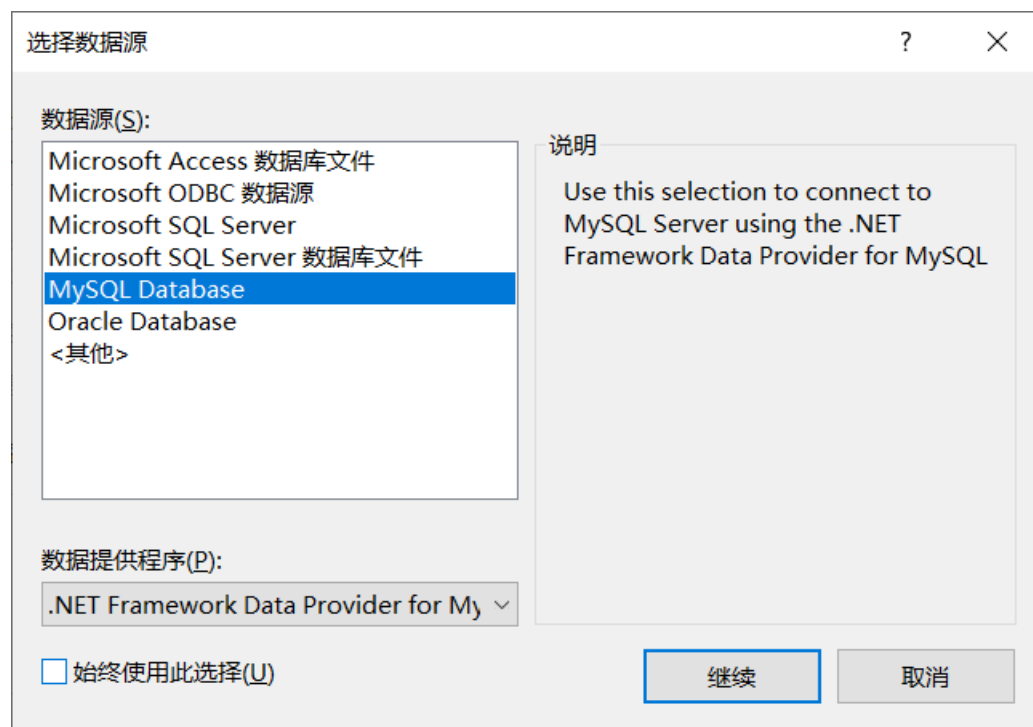 选择数据源
数据源(S):
Microsoft Access 数据库文件
Microsoft ODBC 数据源
Microsoft SQL Server
Microsoft SQL Server 数据库文件
MySQL Database
Oracle Database
<其他>
说明
Use this selection to connect to
MySQL Server using the .NET
Framework Data Provider for MySQL
数据提供程序(P):
.NET Framework Data Provider for My
始终使用此选择(U)
继续
取消